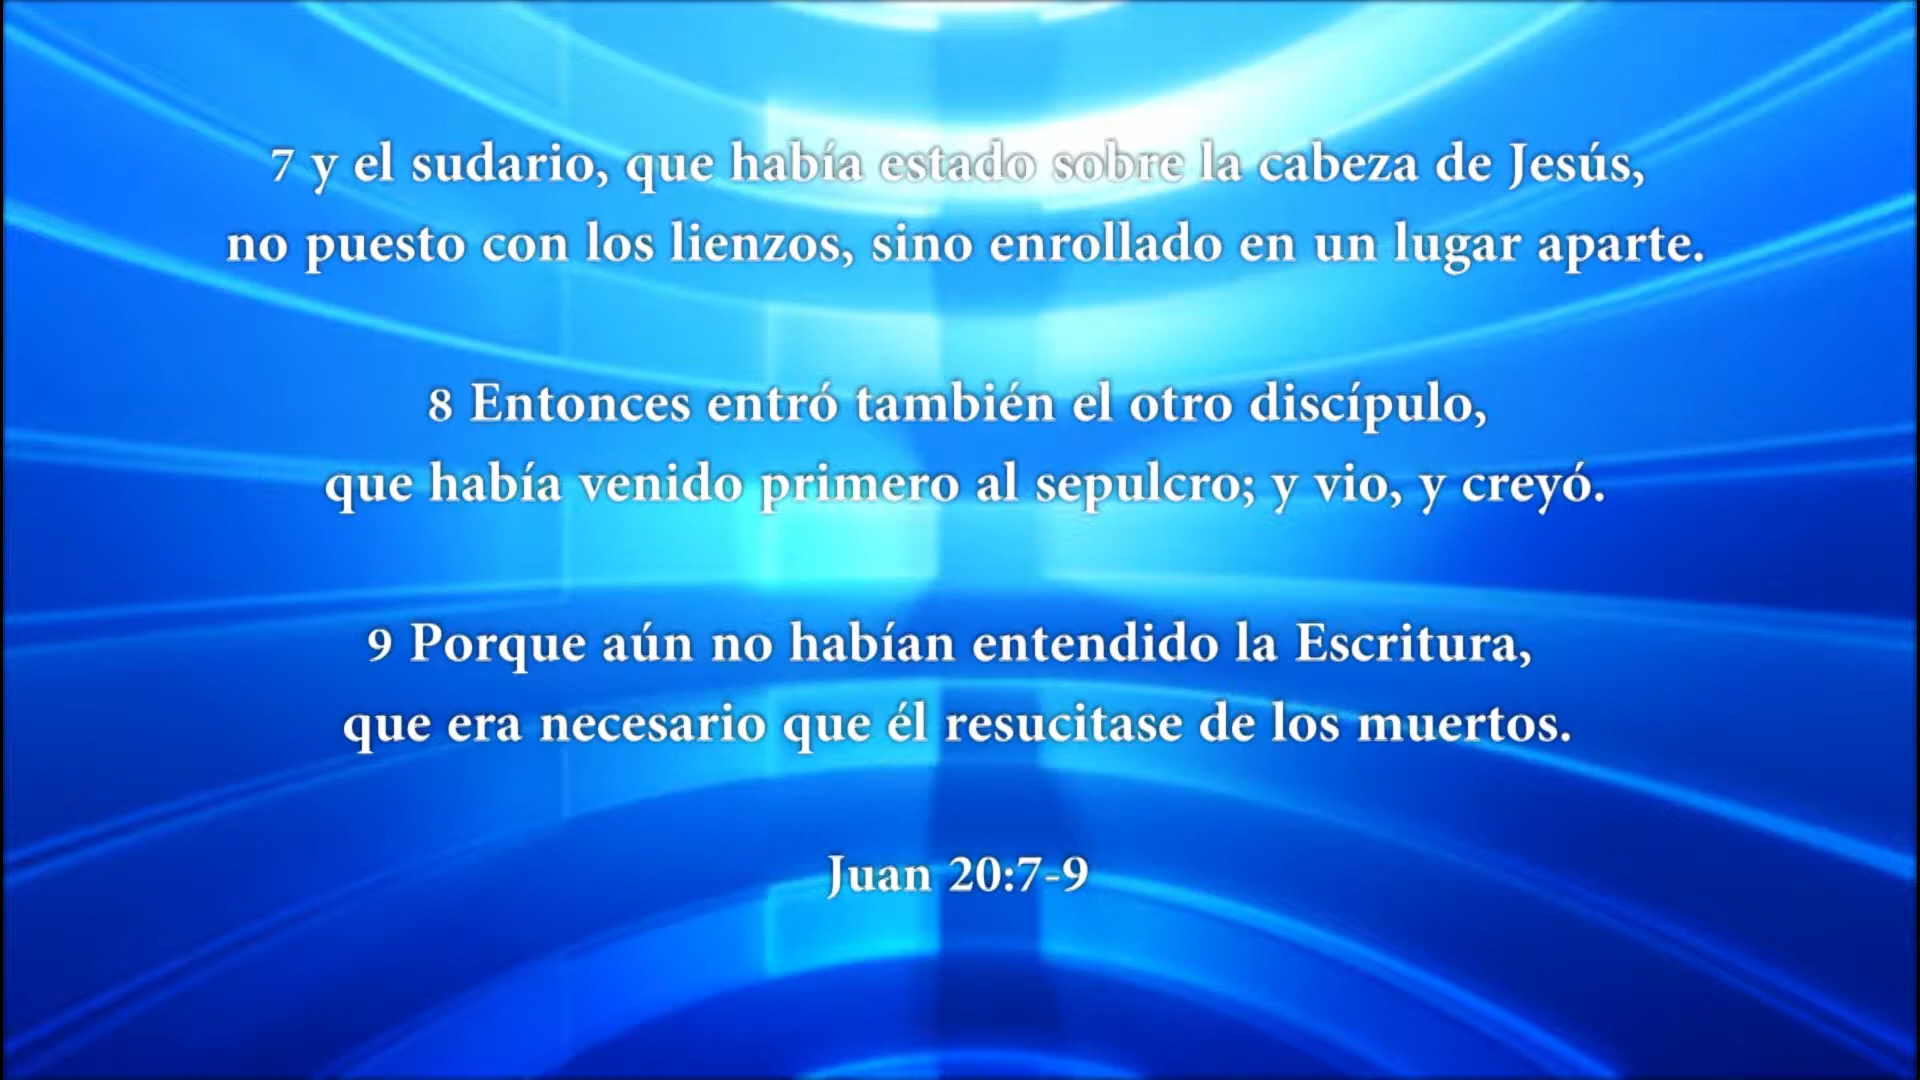 7 y el sudario, que había estado sobre la cabeza de Jesús,
no puesto con los lienzos, sino enrollado en un lugar aparte.
8 Entonces entró también el otro discípulo,
que había venido primero al sepulcro; y vio, y creyó.
9 Porque aún no habían entendido la Escritura,
que era necesario que él resucitase de los muertos.
Juan 20:7-9